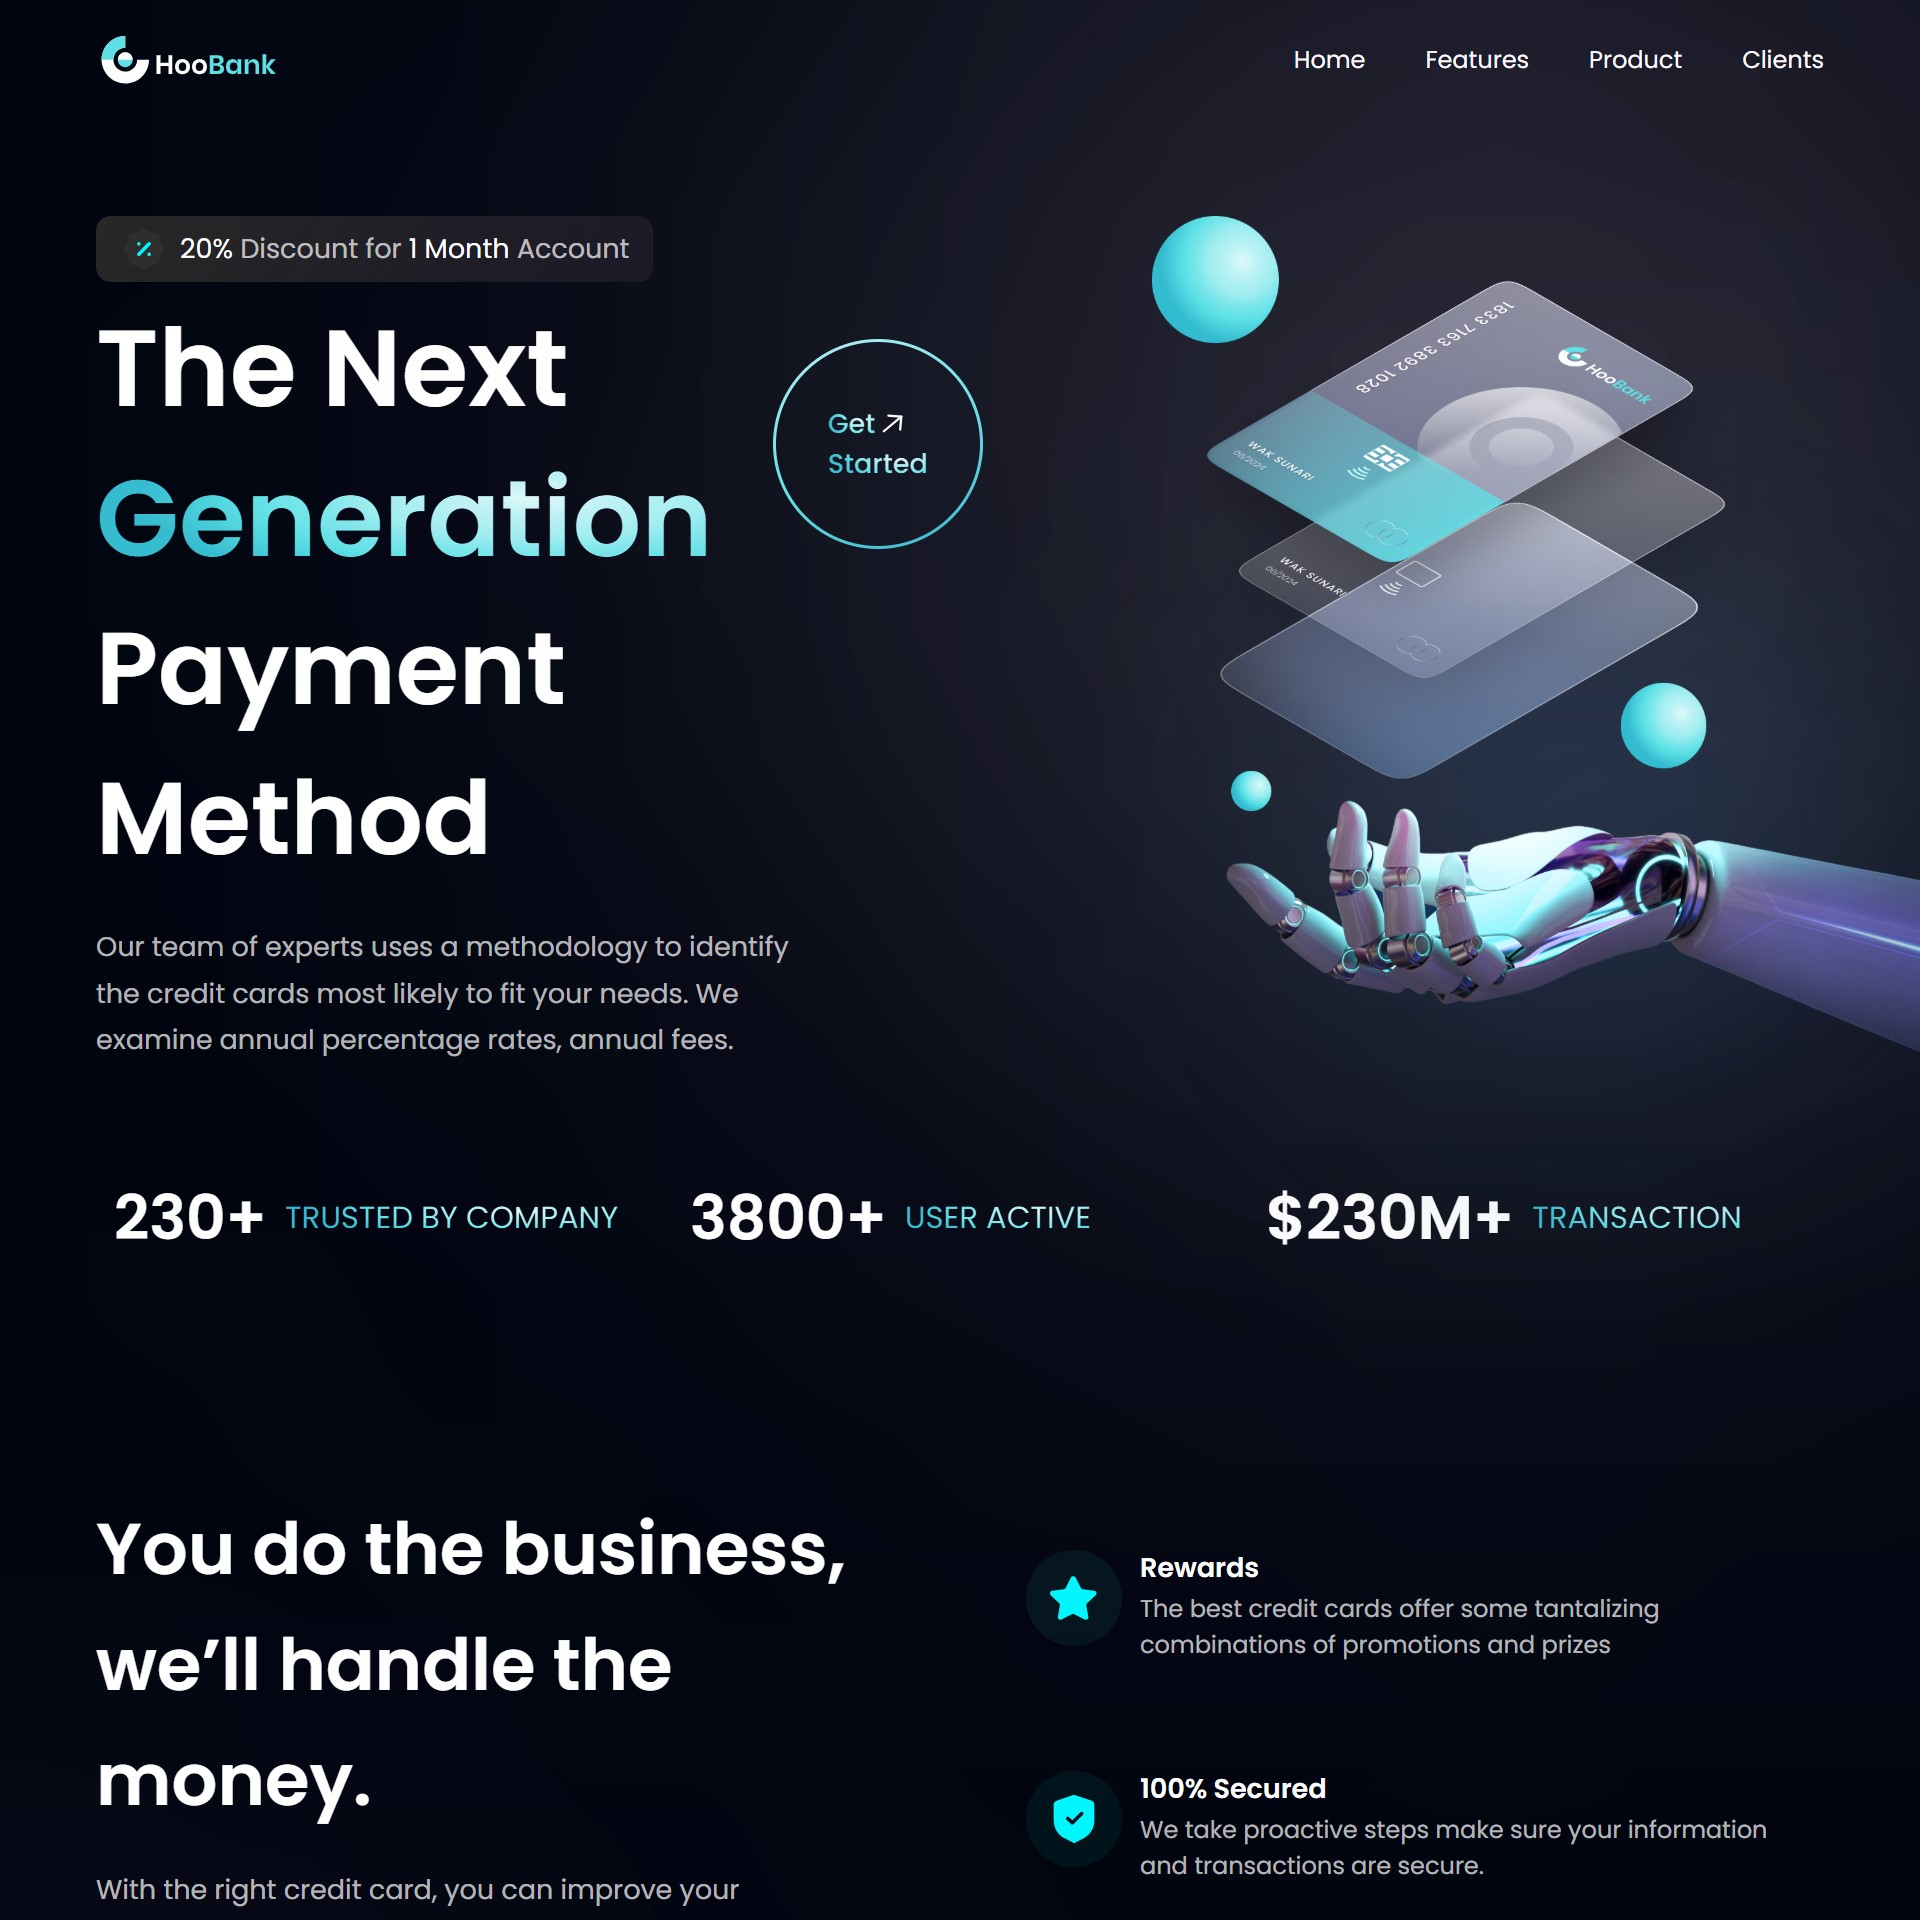 HooBank
Home Features Product Clients
20% Discount for 1 Month Account
The Next
Generation
Payment
Method
Get
Started
1833 7163 3892 1028
HooBank
WAK SUNARI
06/2024
WAK SUNARI
06/2024
Our team of experts uses a methodology to identify
the credit cards most likely to fit your needs. We
examine annual percentage rates, annual fees.
230+ TRUSTED BY COMPANY 3800+ USER ACTIVE $230M+ TRANSACTION
You do the business,
we’ll handle the
money.
With the right credit card, you can improve your
Rewards
The best credit cards offer some tantalizing
combinations of promotions and prizes
100% Secured
We take proactive steps make sure your information
and transactions are secure.